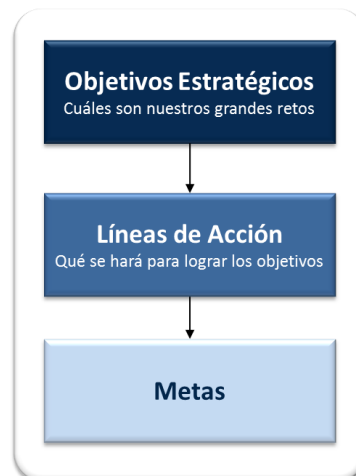 Objetivos Estratégicos
Cuáles son nuestros grandes retos
Líneas de Acción
Qué se hará para lograr los objetivos
Metas